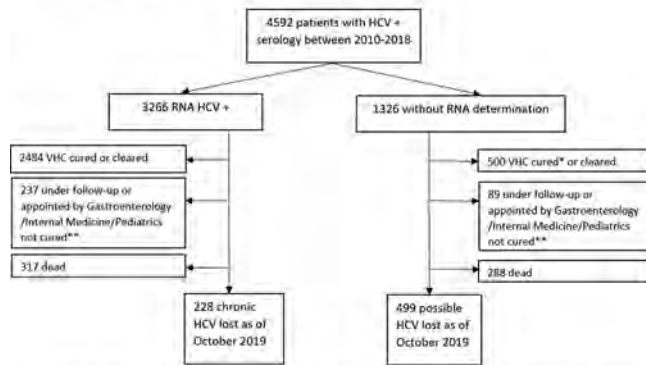 4592 patients with HCV +
serology between 2010-2018
3266 RNA HCV +
1326 without RNA determination
2484 VHC cured or cleared
500 VHC cured* or cleared
237 under follow-up or
appointed by Gastroenterology
/Internal Medicine/Pediatrics
not cured**
89 under follow-up or
appointed by Gastroenterology
/Internal Medicine/Pediatrics
not cured**
317 dead
288 dead
228 chronic
HCV lost as of
October 2019
499 possible
HCV lost as of
October 2019